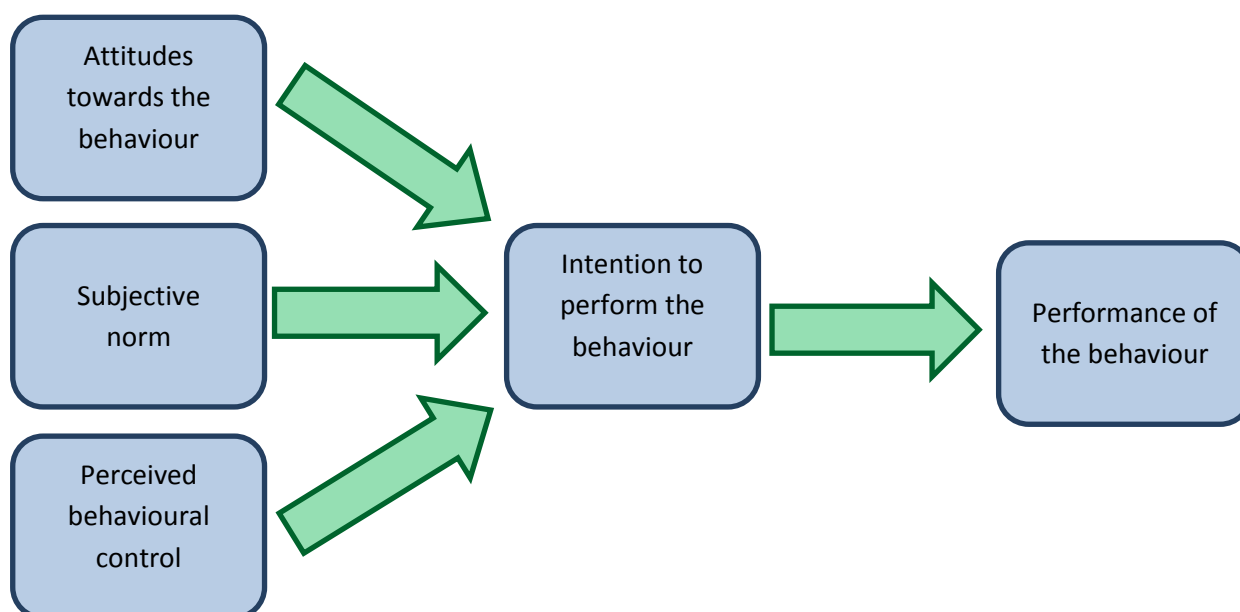 Attitudes
towards the
behaviour
Subjective
norm
Perceived
behavioural
control
Intention to
perform the
behaviour
Performance of
the behaviour